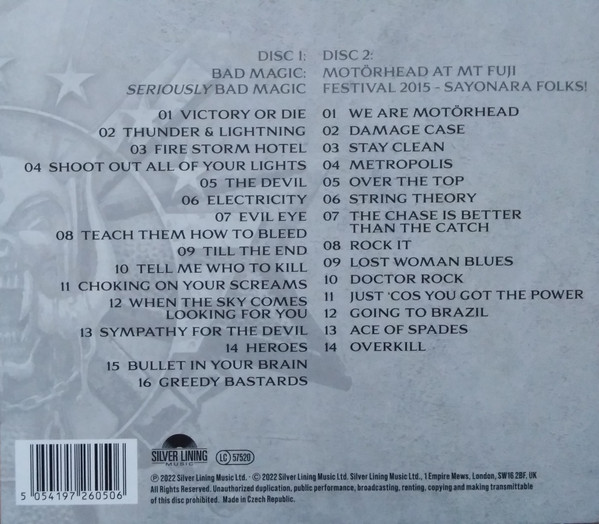 DISC 1:
BAD MAGIC:
SERIOUSLY BAD MAGIC
01 VICTORY OR DIE
02 THUNDER & LIGHTNING
03 FIRE STORM HOTEL
04 SHOOT OUT ALL OF YOUR LIGHTS
05 THE DEVIL
06 ELECTRICITY
07 EVIL EYE
08 TEACH THEM HOW TO BLEED
09 TILL THE END
10 TELL ME WHO TO KILL
11 CHOKING ON YOUR SCREAMS
12 WHEN THE SKY COMES
LOOKING FOR YOU
13 SYMPATHY FOR THE DEVIL
14 HEROES
15 BULLET IN YOUR BRAIN
16 GREEDY BASTARDS
DISC 2:
MOTÖRHEAD AT MT FUJI
FESTIVAL 2015 - SAYONARA FOLKS!
01 WE ARE MOTÖRHEAD
02 DAMAGE CASE
03 STAY CLEAN
04 METROPOLIS
05 OVER THE TOP
06 STRING THEORY
07 THE CHASE IS BETTER
THAN THE CATCH
08 ROCK IT
09 LOST WOMAN BLUES
10 DOCTOR ROCK
11 JUST 'COS YOU GOT THE POWER
12 GOING TO BRAZIL
13 ACE OF SPADES
14 OVERKILL
5 054197 260506
SILVER LINING
MUSIC
LC 57520
℗ 2022 Silver Lining Music Ltd. · © 2022 Silver Lining Music Ltd. Silver Lining Music Ltd., 1 Empire Mews, London, SW16 2BF, UK
All Rights Reserved. Unauthorized duplication, public performance, broadcasting, renting, copying and making transmittable
of this disc prohibited. Made in Czech Republic.